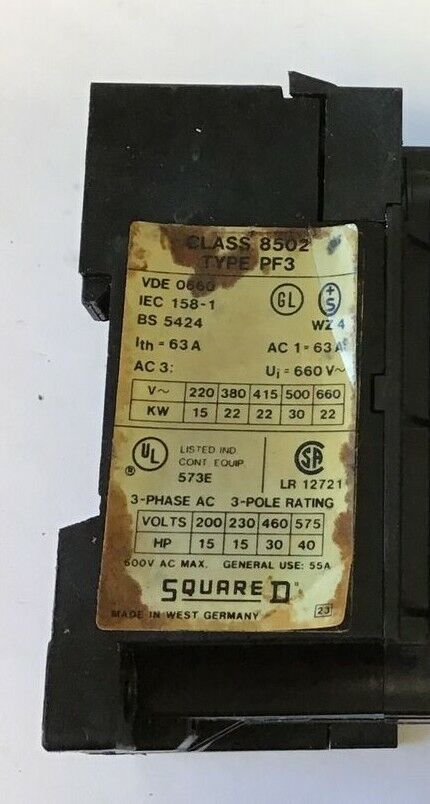 CLASS 8502
TYPE PF3
VDE 0660
IEC 158-1
BS 5424
GL
+S
WZ 4
Ith = 63 A
AC 1 = 63 A
AC 3:
Ui = 660 V~
V~ 220 380 415 500 660
KW 15 22 22 30 22
UL
®
LISTED IND.
CONT. EQUIP.
573E
SA
LR 12721
3-PHASE AC 3-POLE RATING
VOLTS 200 230 460 575
HP 15 15 30 40
600V AC MAX. GENERAL USE: 55A
SQUARE D
MADE IN WEST GERMANY
23